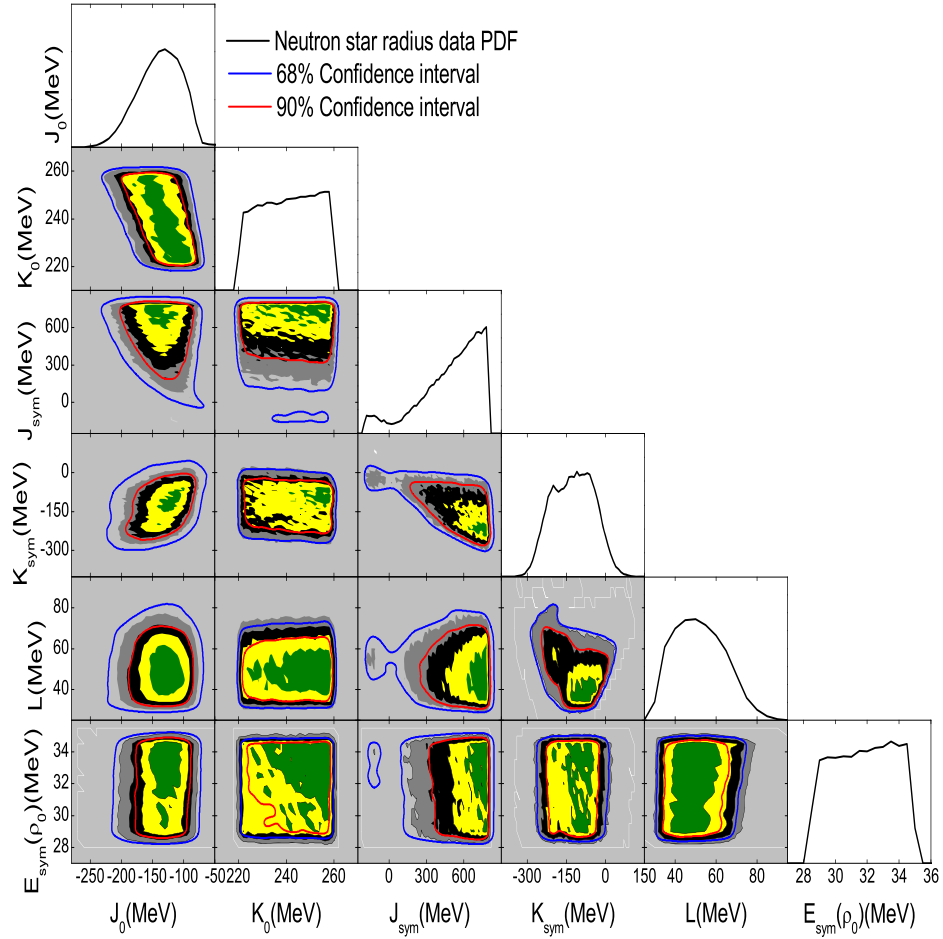 Neutron star radius data PDF
68% Confidence interval
90% Confidence interval
J0(MeV)
260
240
220
210
K0(MeV)
600
300
0
Jsym(MeV)
0
-150
-300
Ksym(MeV)
80
60
40
L(MeV)
34
32
30
28
Esym(ρ0)(MeV)
-250 -200 -150 -100 -50 220 240 260 0 300 600 -300 -150 0 150 40 60 80 28 30 32 34 36
J0(MeV) K0(MeV) Jsym(MeV) Ksym(MeV) L(MeV) Esym(ρ0)(MeV)